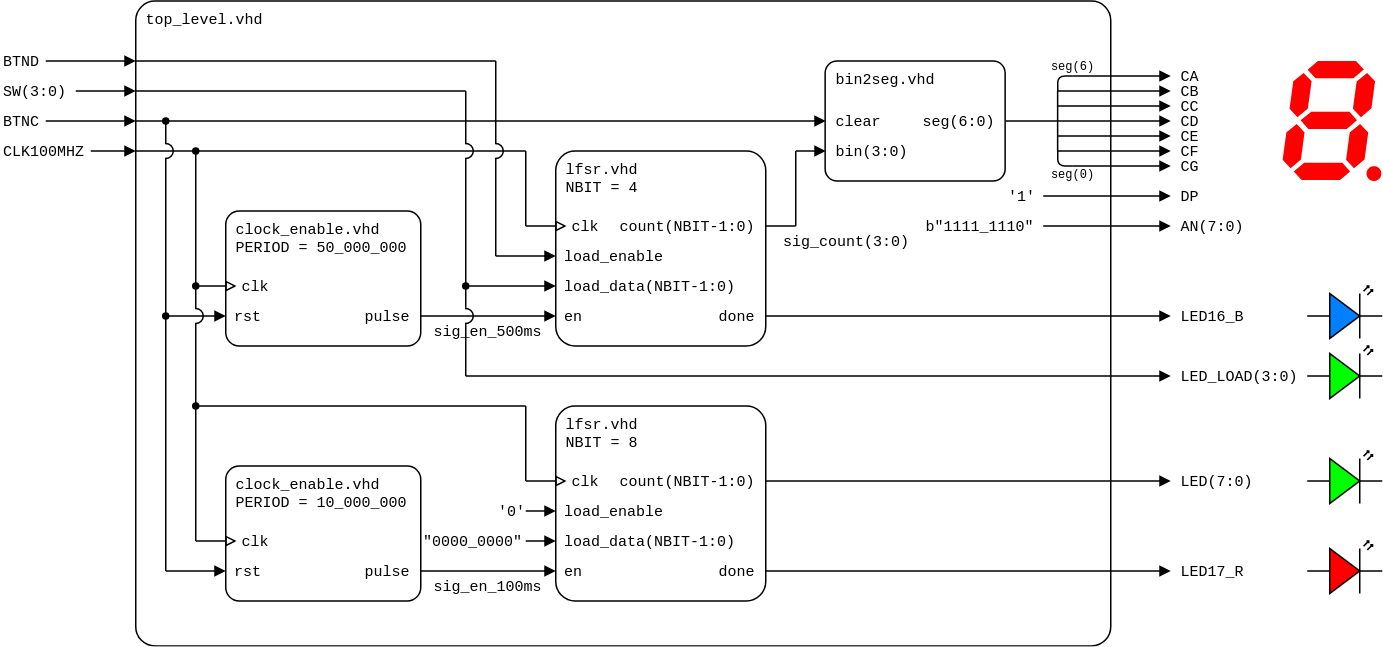 top_level.vhd
BTND
SW(3:0)
BTNC
CLK100MHZ
clock_enable.vhd
PERIOD = 50_000_000
clk
rst
pulse
sig_en_500ms
lfsr.vhd
NBIT = 4
clk
count(NBIT-1:0)
load_enable
load_data(NBIT-1:0)
en
done
sig_count(3:0)
bin2seg.vhd
clear
seg(6:0)
bin(3:0)
seg(6)
seg(0)
CA
CB
CC
CD
CE
CF
CG
'1'
DP
b"1111_1110"
AN(7:0)
LED16_B
LED_LOAD(3:0)
clock_enable.vhd
PERIOD = 10_000_000
clk
rst
pulse
sig_en_100ms
lfsr.vhd
NBIT = 8
clk
count(NBIT-1:0)
'0'
load_enable
"0000_0000"
load_data(NBIT-1:0)
en
done
LED(7:0)
LED17_R